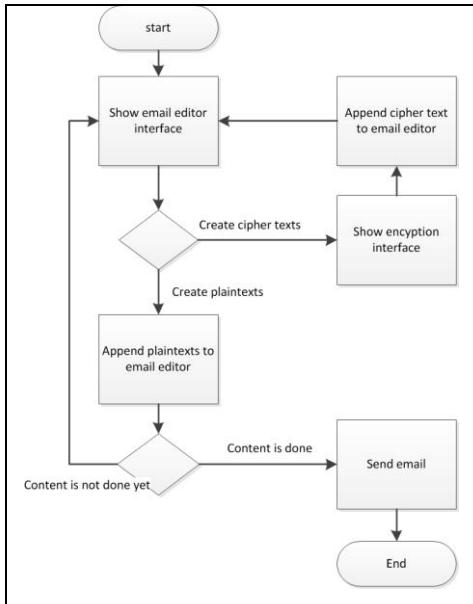 start
Show email editor
interface
Append cipher text
to email editor
Create cipher texts
Show encyption
interface
Create plaintexts
Append plaintexts to
email editor
Content is done
Content is not done yet
Send email
End